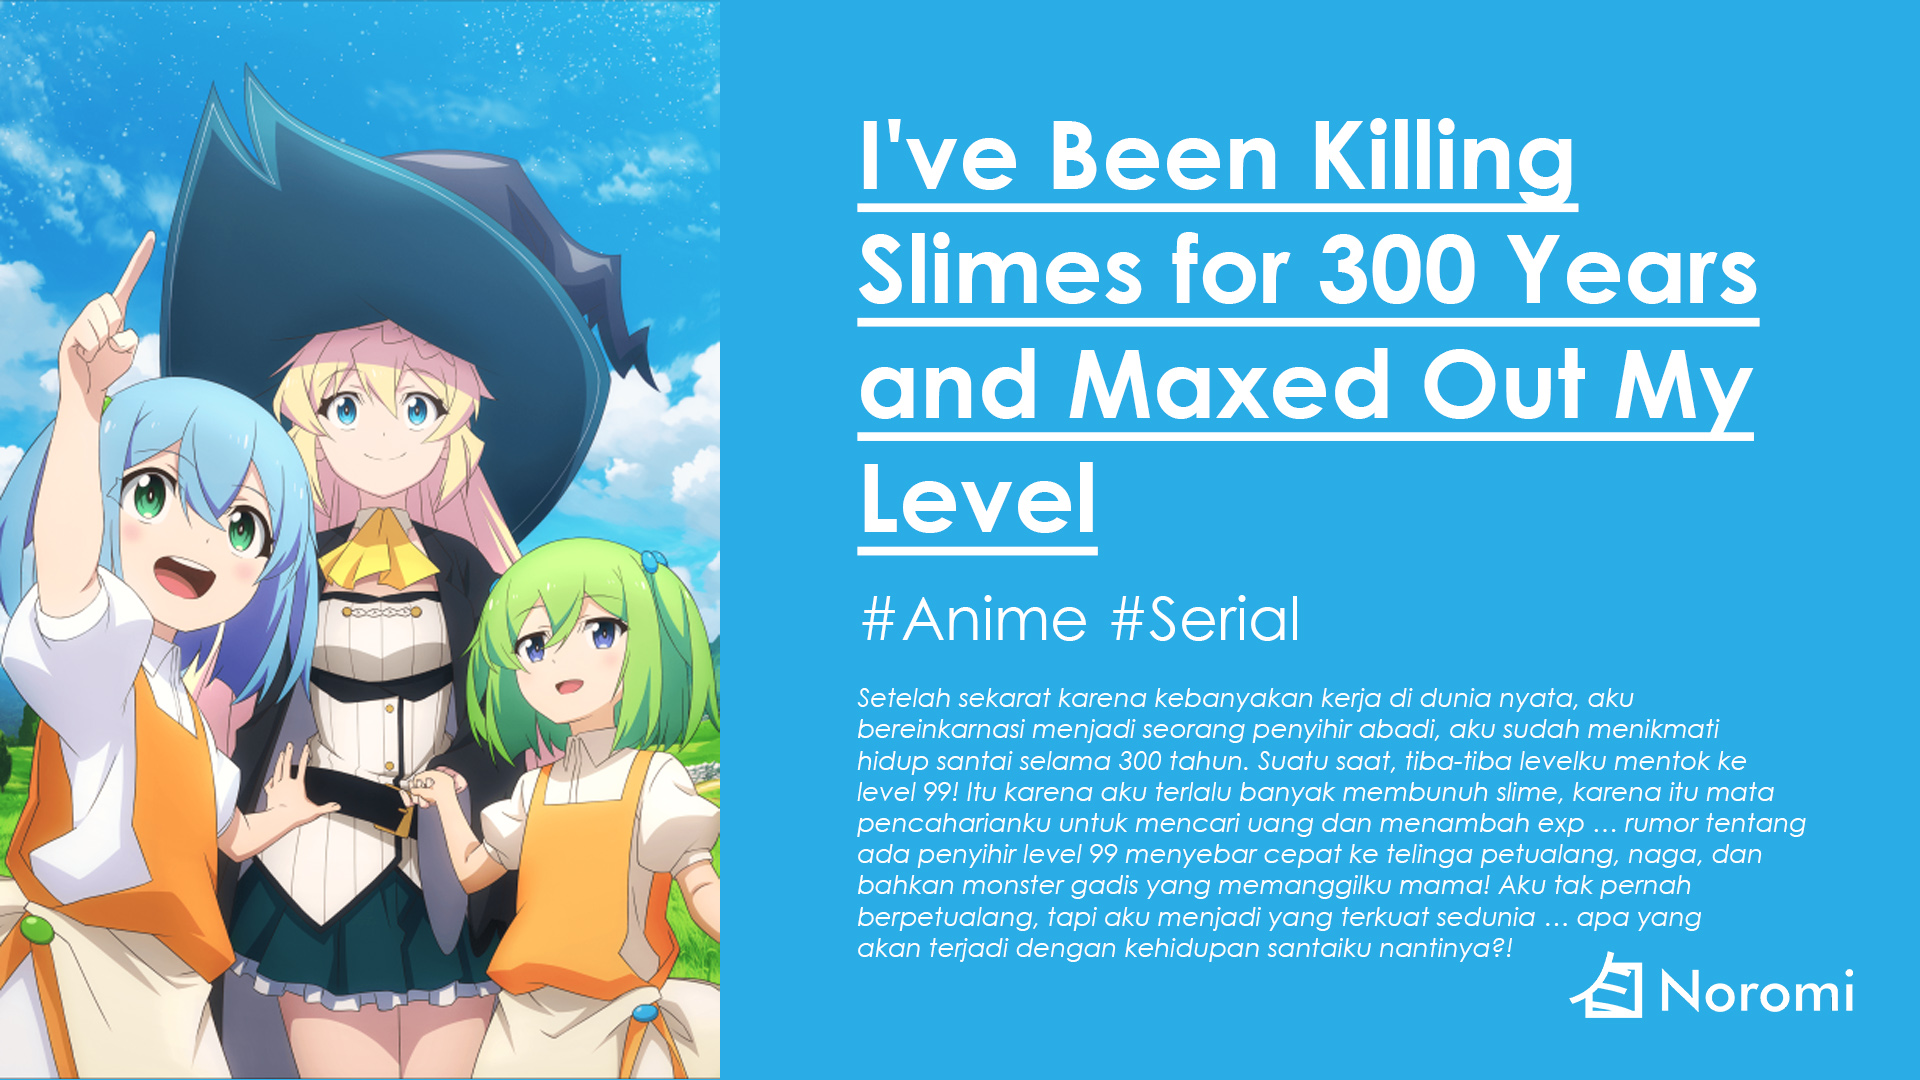 I've Been Killing
Slimes for 300 Years
and Maxed Out My
Level
#Anime #Serial
Setelah sekarat karena kebanyakan kerja di dunia nyata, aku
bereinkarnasi menjadi seorang penyihir abadi, aku sudah menikmati
hidup santai selama 300 tahun. Suatu saat, tiba-tiba levelku mentok ke
level 99! Itu karena aku terlalu banyak membunuh slime, karena itu mata
pencaharianku untuk mencari uang dan menambah exp … rumor tentang
ada penyihir level 99 menyebar cepat ke telinga petualang, naga, dan
bahkan monster gadis yang memanggilku mama! Aku tak pernah
berpetualang, tapi aku menjadi yang terkuat sedunia … apa yang
akan terjadi dengan kehidupan santaiku nantinya?!
Noromi